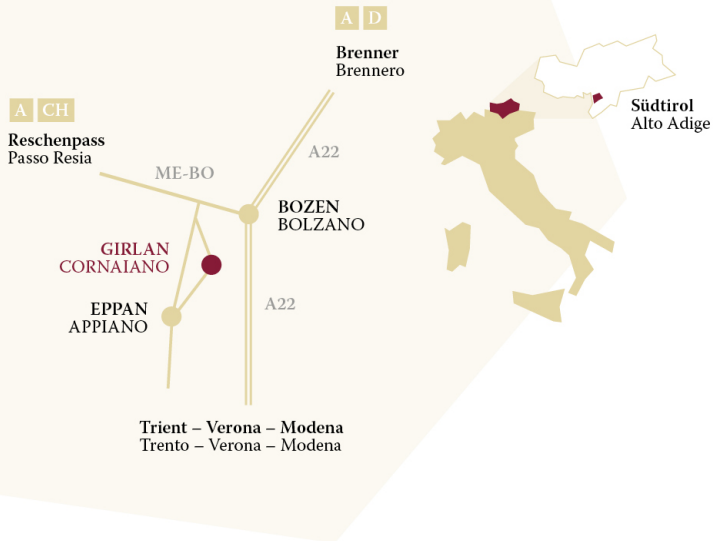 A D
Brenner
Brennero
A CH
Reschenpass
Passo Resia
Südtirol
Alto Adige
A22
ME-BO
BOZEN
BOLZANO
GIRLAN
CORNAIANO
A22
EPPAN
APPIANO
Trient – Verona – Modena
Trento – Verona – Modena